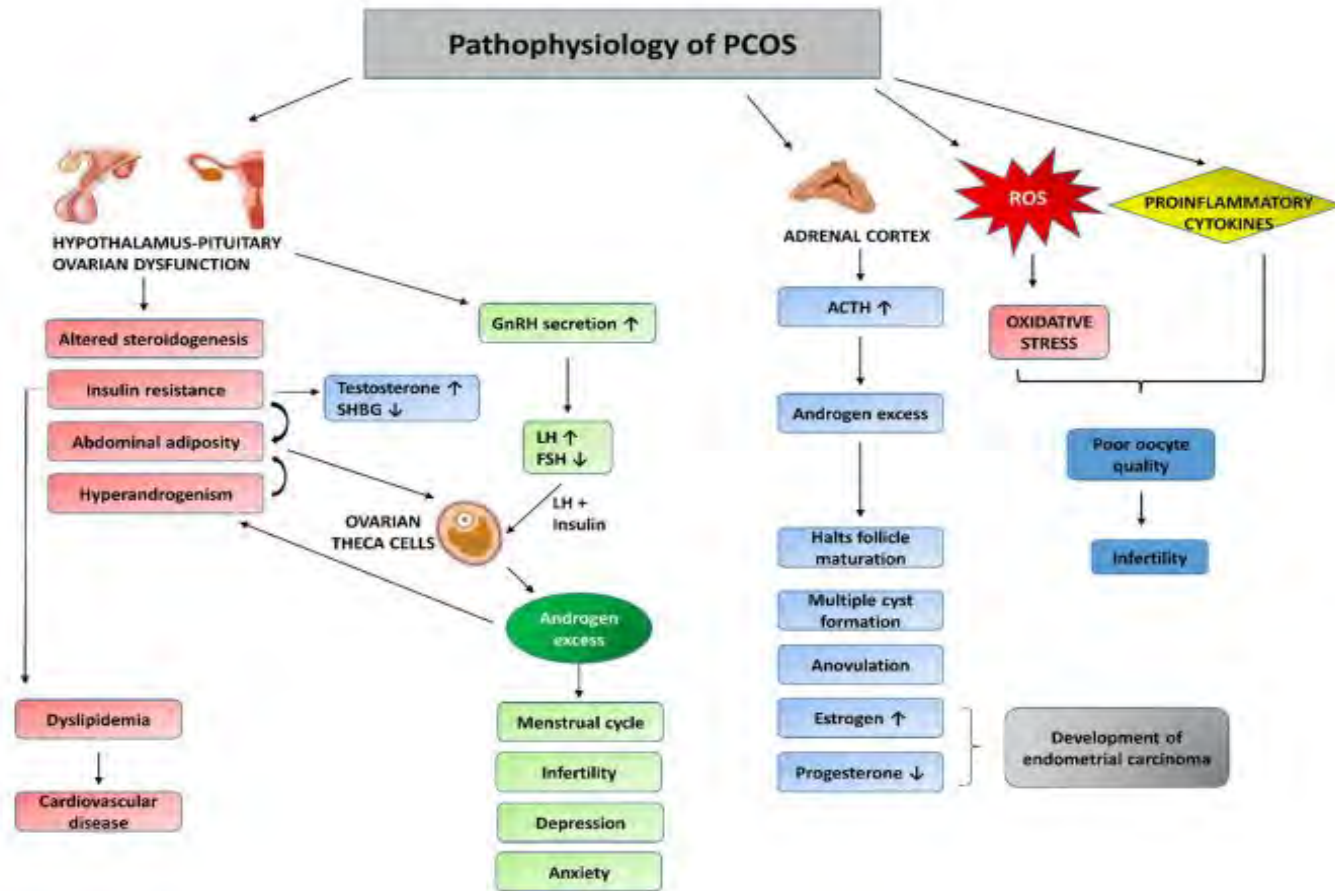 Pathophysiology of PCOS
HYPOTHALAMUS-PITUITARY
OVARIAN DYSFUNCTION
Altered steroidogenesis
Insulin resistance
Abdominal adiposity
Hyperandrogenism
Testosterone ↑
SHBG ↓
Dyslipidemia
Cardiovascular
disease
GnRH secretion ↑
LH ↑
FSH ↓
LH +
Insulin
OVARIAN
THECA CELLS
Androgen
excess
Menstrual cycle
Infertility
Depression
Anxiety
ADRENAL CORTEX
ACTH ↑
Androgen excess
Halts follicle
maturation
Multiple cyst
formation
Anovulation
Estrogen ↑
Progesterone ↓
Development of
endometrial carcinoma
ROS
OXIDATIVE
STRESS
PROINFLAMMATORY
CYTOKINES
Poor oocyte
quality
Infertility